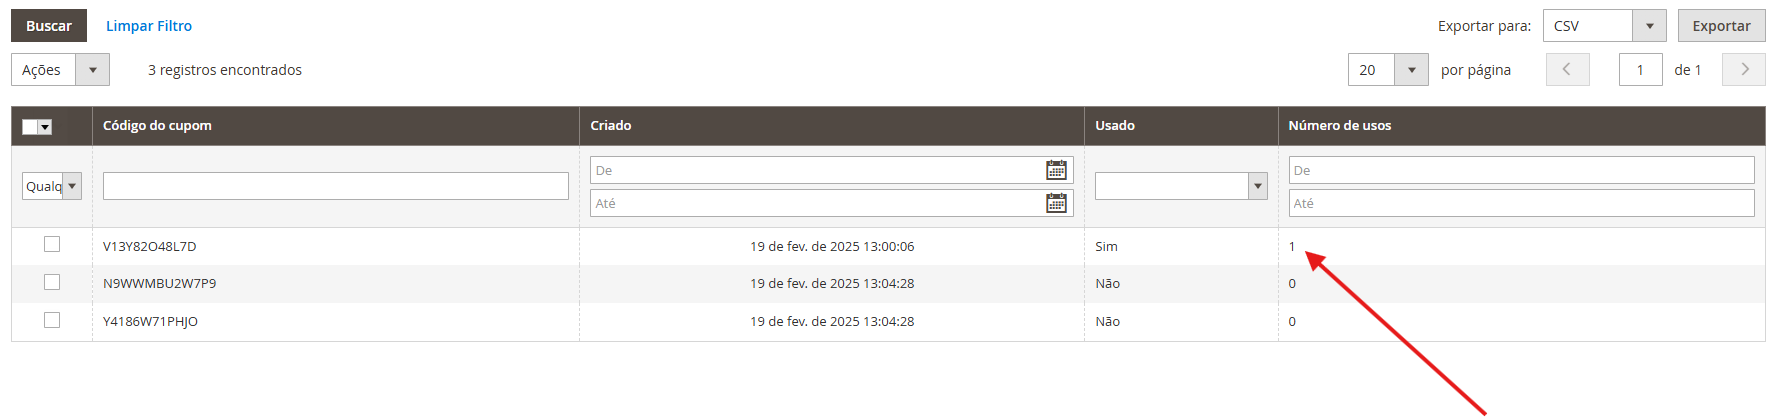 Buscar Limpar Filtro Exportar para: CSV Exportar
Ações 3 registros encontrados 20 por página 1 de 1
Código do cupom Criado Usado Número de usos
Qualq De De
Até Até
V13Y82O48L7D 19 de fev. de 2025 13:00:06 Sim 1
N9WWMBU2W7P9 19 de fev. de 2025 13:04:28 Não 0
Y4186W71PHJO 19 de fev. de 2025 13:04:28 Não 0